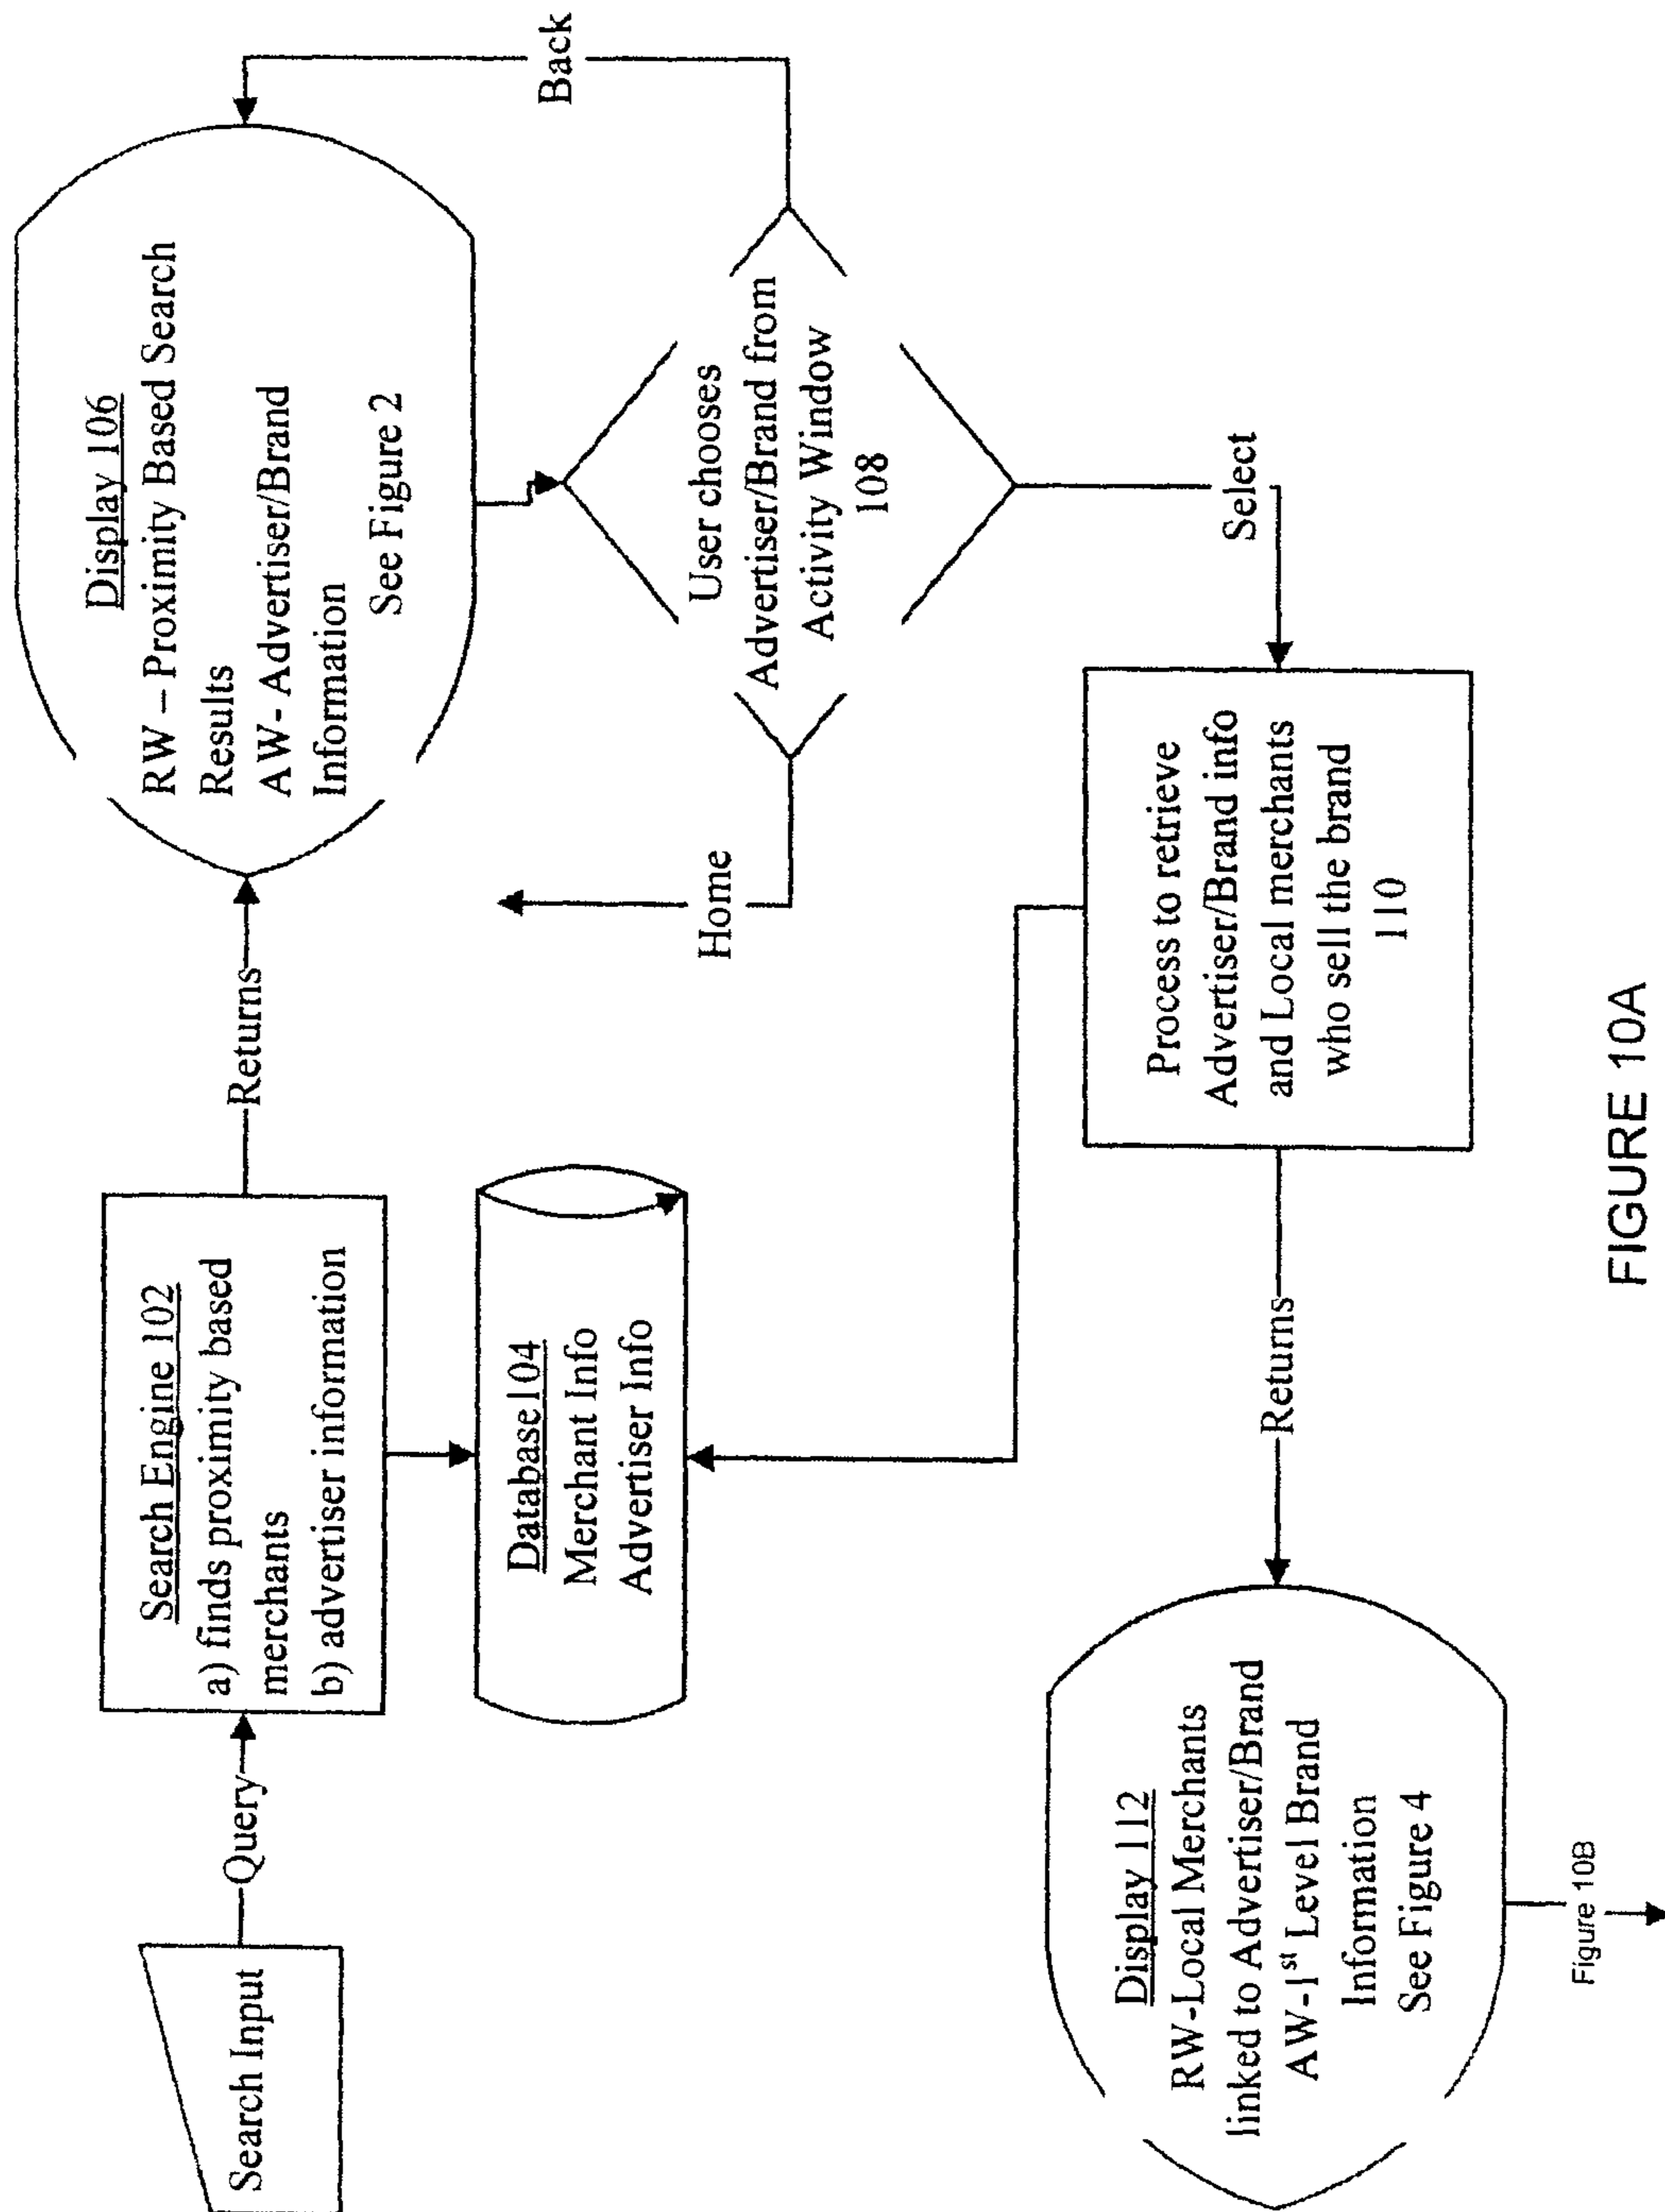 Search Input
Query
Search Engine 102
a) finds proximity based
merchants
b) advertiser information
Returns
Display 106
RW – Proximity Based Search
Results
AW- Advertiser/Brand
Information
See Figure 2
Database104
Merchant Info
Advertiser Info
Home
User chooses
Advertiser/Brand from
Activity Window
108
Back
Select
Process to retrieve
Advertiser/Brand info
and Local merchants
who sell the brand
110
Returns
Display 112
RW-Local Merchants
linked to Advertiser/Brand
AW-1st Level Brand
Information
See Figure 4
Figure 10B
FIGURE 10A